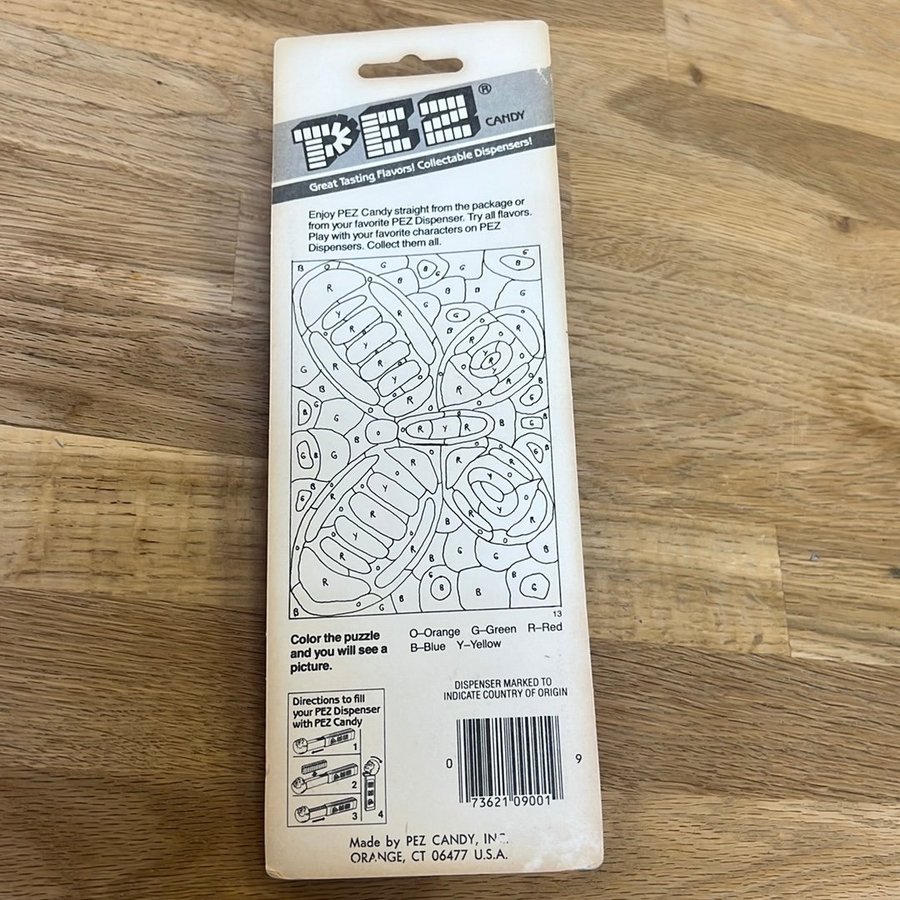 PEZ®
CANDY
Great Tasting Flavors! Collectable Dispensers!
Enjoy PEZ Candy straight from the package or
from your favorite PEZ Dispenser. Try all flavors.
Play with your favorite characters on PEZ
Dispensers. Collect them all.
13
Color the puzzle
and you will see a
picture.
O–Orange G–Green R–Red
B–Blue Y–Yellow
DISPENSER MARKED TO
INDICATE COUNTRY OF ORIGIN
Directions to fill
your PEZ Dispenser
with PEZ Candy
1
2
3
4
0 73621 09001 9
Made by PEZ CANDY, INC.
ORANGE, CT 06477 U.S.A.